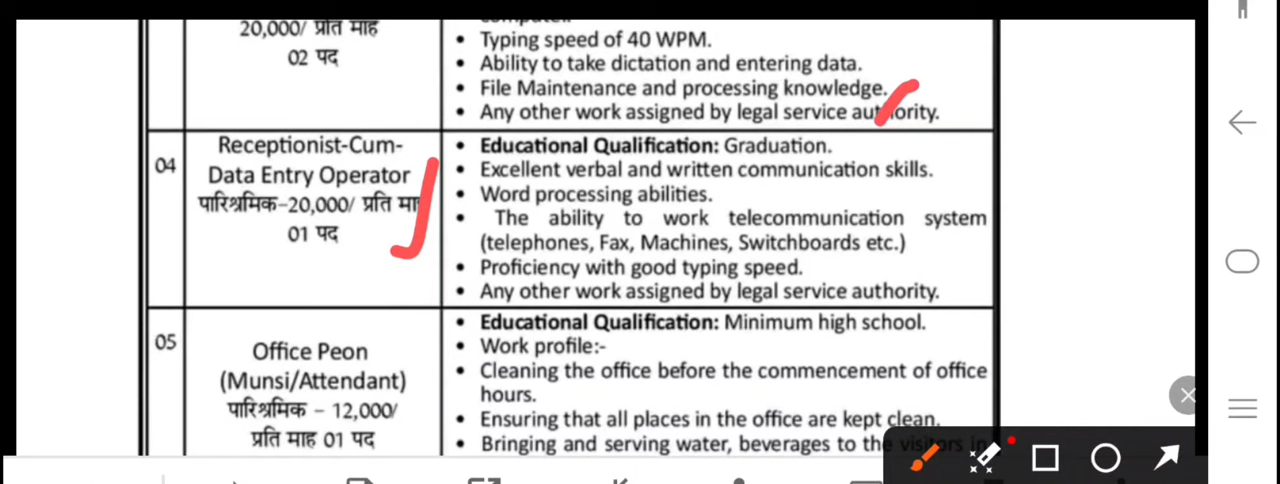 20,000/ प्रति माह
02 पद
Typing speed of 40 WPM.
Ability to take dictation and entering data.
File Maintenance and processing knowledge.
Any other work assigned by legal service authority.
04
Receptionist-Cum-
Data Entry Operator
पारिश्रमिक–20,000/ प्रति
01 पद
Educational Qualification: Graduation.
Excellent verbal and written communication skills.
Word processing abilities.
The ability to work telecommunication system
(telephones, Fax, Machines, Switchboards etc.)
Proficiency with good typing speed.
Any other work assigned by legal service authority.
05
Office Peon
(Munsi/Attendant)
पारिश्रमिक – 12,000/
प्रति माह 01 पद
Educational Qualification: Minimum high school.
Work profile:-
Cleaning the office before the commencement of office
hours.
Ensuring that all places in the office are kept clean.
Bringing and serving water, beverages to the visitors in